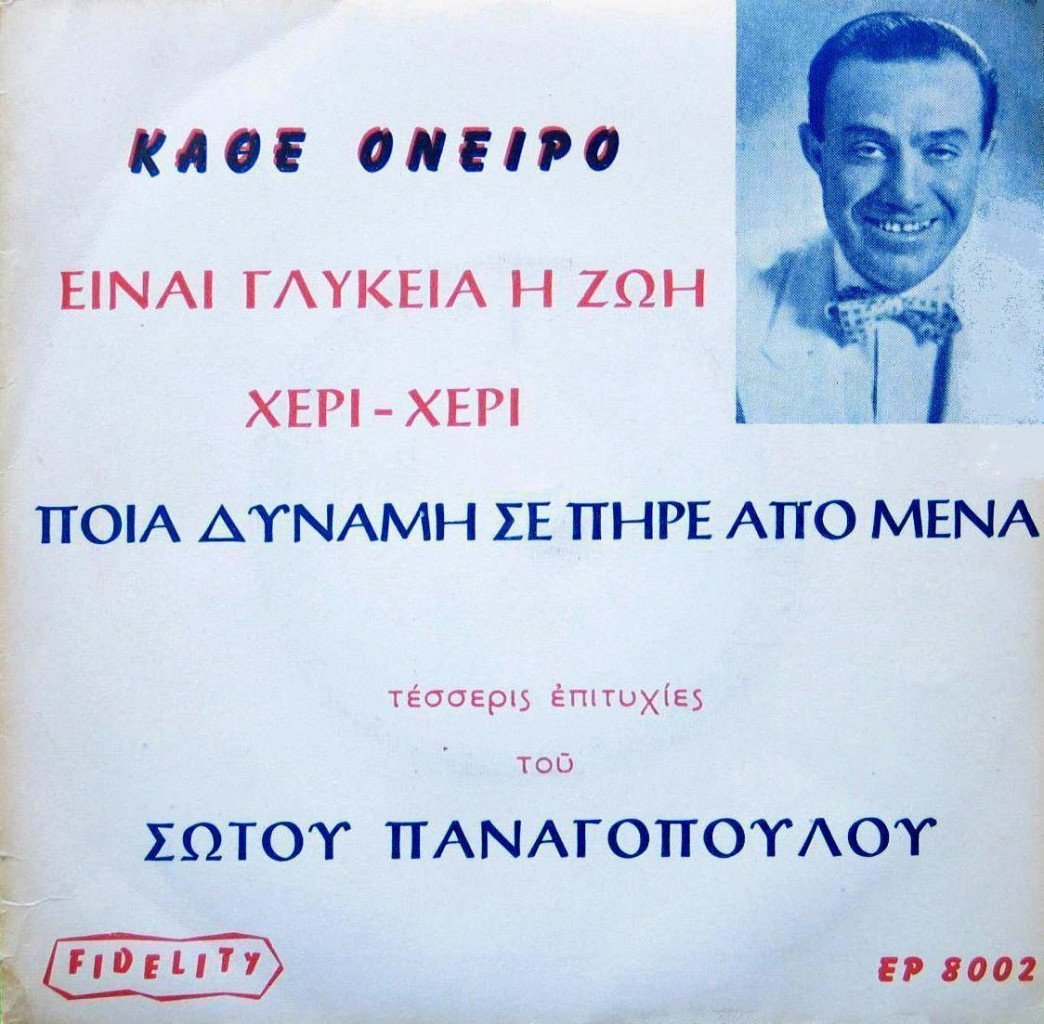 ΚΑΘΕ ΟΝΕΙΡΟ
ΕΙΝΑΙ ΓΛΥΚΕΙΑ Η ΖΩΗ
ΧΕΡΙ - ΧΕΡΙ
ΠΟΙΑ ΔΥΝΑΜΗ ΣΕ ΠΗΡΕ ΑΠΟ ΜΕΝΑ
τέσσερις ἐπιτυχίες
τοῦ
ΣΩΤΟΥ ΠΑΝΑΓΟΠΟΥΛΟΥ
FIDELITY
EP 8002